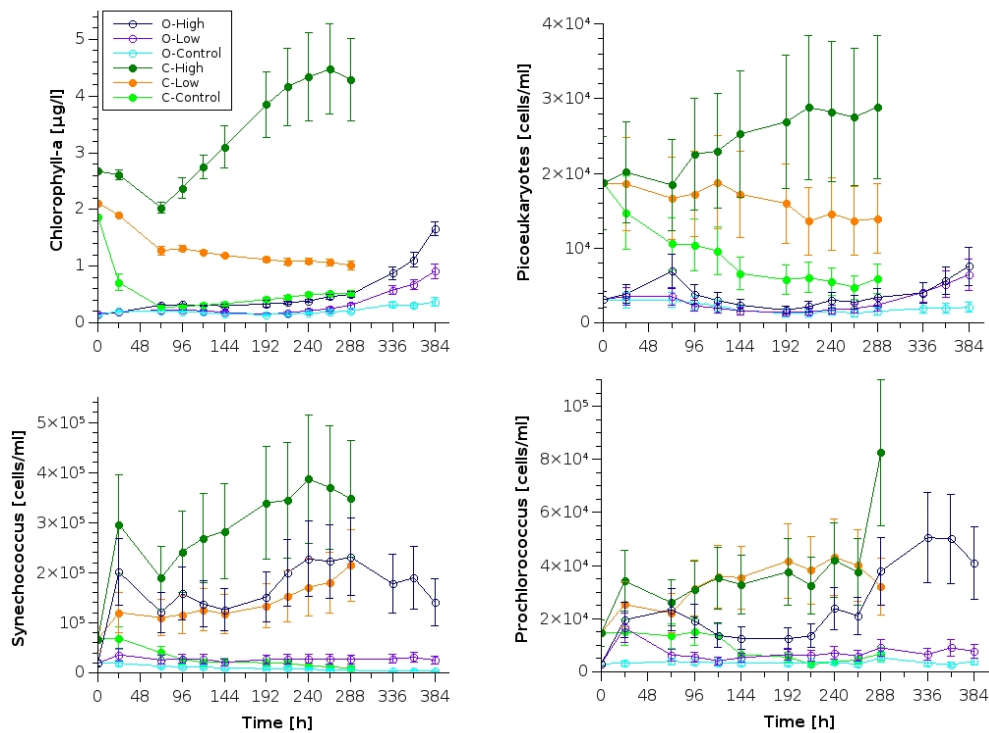 Chlorophyll-a [µg/l]
5
4
3
2
1
0
0 48 96 144 192 240 288 336 384
O-High
O-Low
O-Control
C-High
C-Low
C-Control
Picoeukaryotes [cells/ml]
4×10⁴
3×10⁴
2×10⁴
10⁴
0
0 48 96 144 192 240 288 336 384
Synechococcus [cells/ml]
5×10⁵
4×10⁵
3×10⁵
2×10⁵
10⁵
0
0 48 96 144 192 240 288 336 384
Time [h]
Prochlorococcus [cells/ml]
10⁵
8×10⁴
6×10⁴
4×10⁴
2×10⁴
0
0 48 96 144 192 240 288 336 384
Time [h]